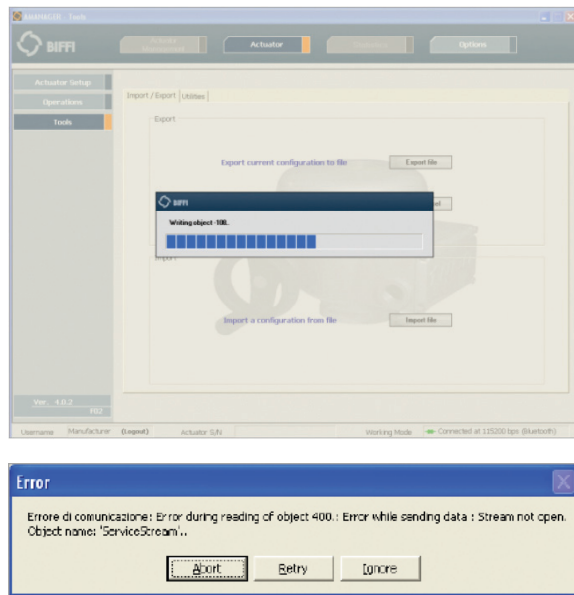 BIFFI
Actuator
Options
Actuator Setup
Operations
Tools
Import / Export
Utilities
Export
Export current configuration to file
Export file
BIFFI
Writing object -100..
Import
Import a configuration from file
Import file
Ver. 4.0.2
F02
Username
Manufacturer
(Logout)
Actuator S/N
Working Mode
Connected at 115200 bps (Bluetooth)
Error
Errore di comunicazione: Error during reading of object 400.: Error while sending data : Stream not open.
Object name: 'ServiceStream'..
Abort
Retry
Ignore